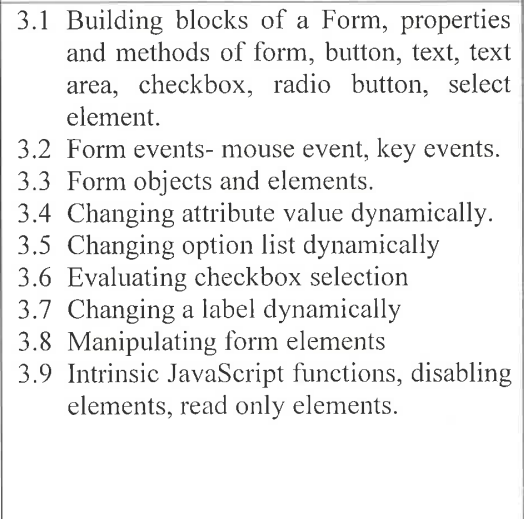 3.1 Building blocks of a Form, properties
and methods of form, button, text, text
area, checkbox, radio button, select
element.
3.2 Form events- mouse event, key events.
3.3 Form objects and elements.
3.4 Changing attribute value dynamically.
3.5 Changing option list dynamically
3.6 Evaluating checkbox selection
3.7 Changing a label dynamically
3.8 Manipulating form elements
3.9 Intrinsic JavaScript functions, disabling
elements, read only elements.